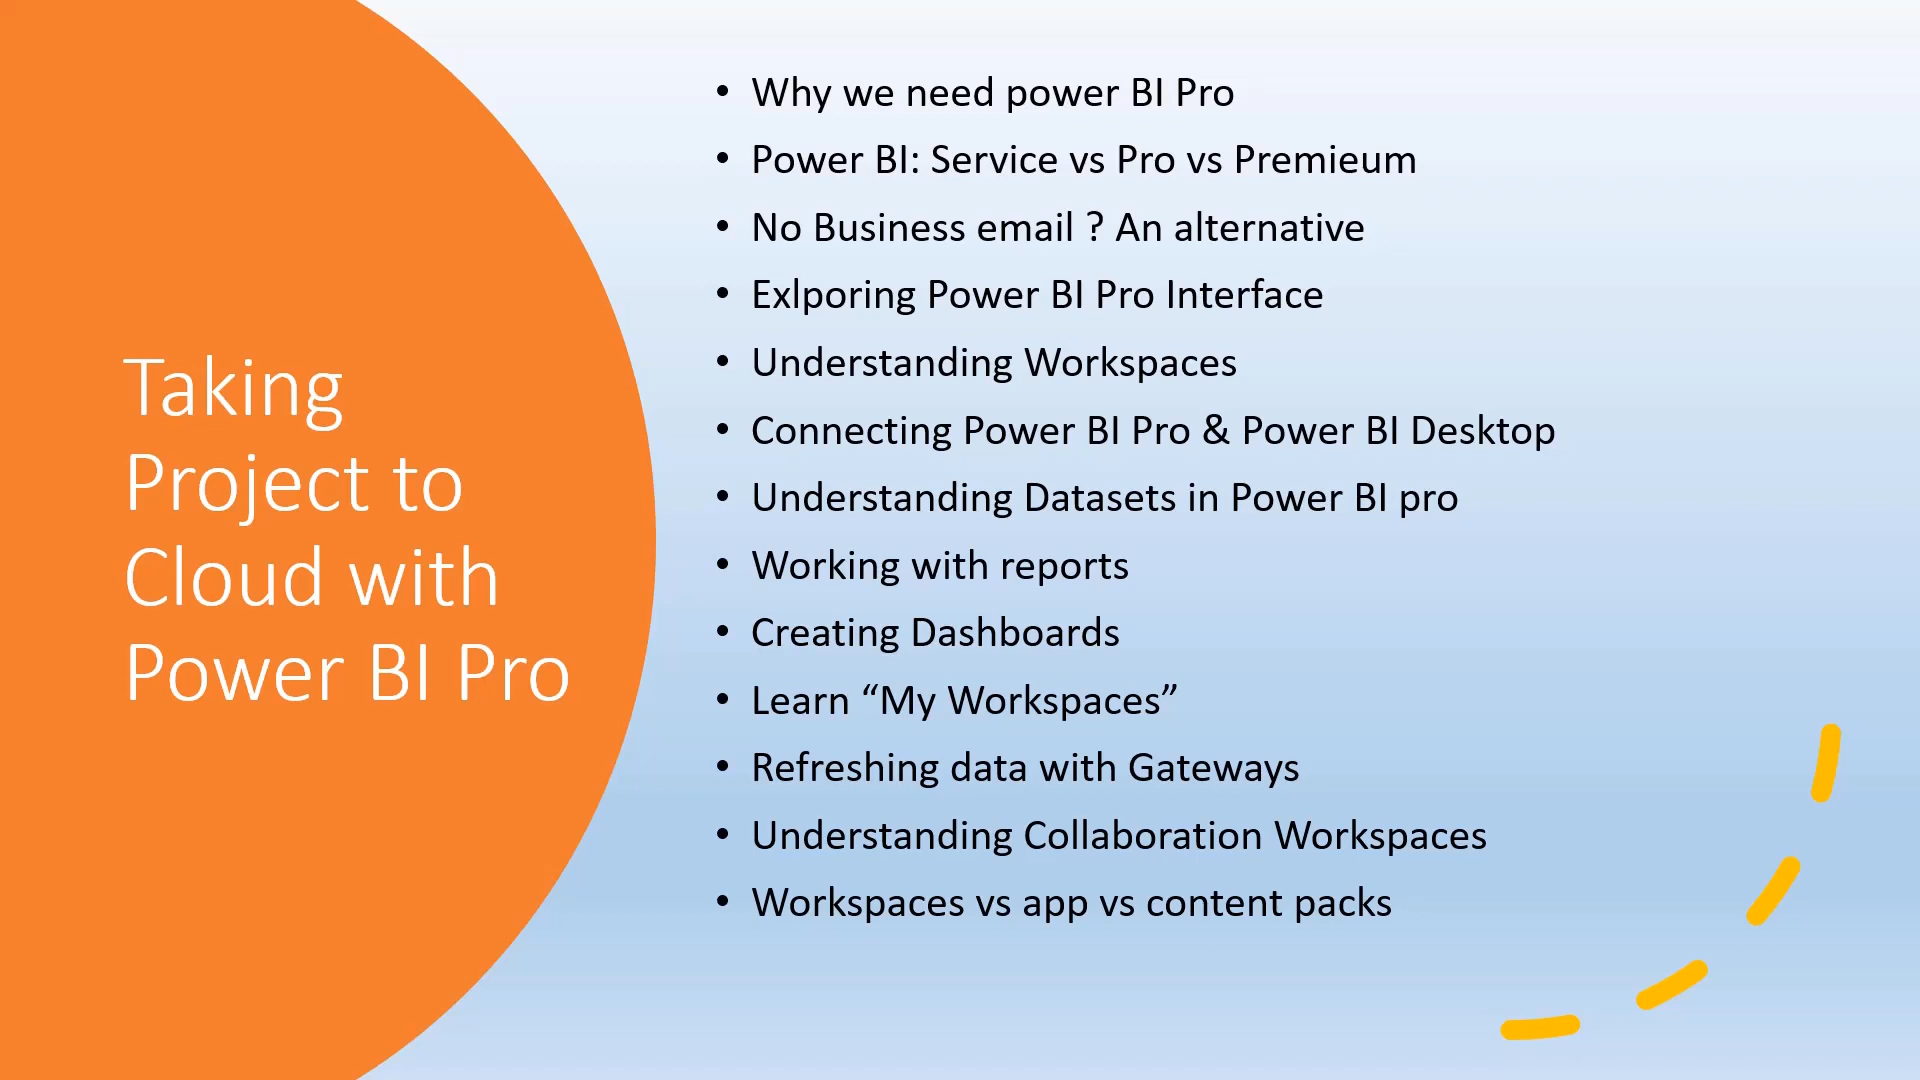 Taking
Project to
Cloud with
Power BI Pro
• Why we need power BI Pro
• Power BI: Service vs Pro vs Premieum
• No Business email ? An alternative
• Exlporing Power BI Pro Interface
• Understanding Workspaces
• Connecting Power BI Pro & Power BI Desktop
• Understanding Datasets in Power BI pro
• Working with reports
• Creating Dashboards
• Learn “My Workspaces”
• Refreshing data with Gateways
• Understanding Collaboration Workspaces
• Workspaces vs app vs content packs